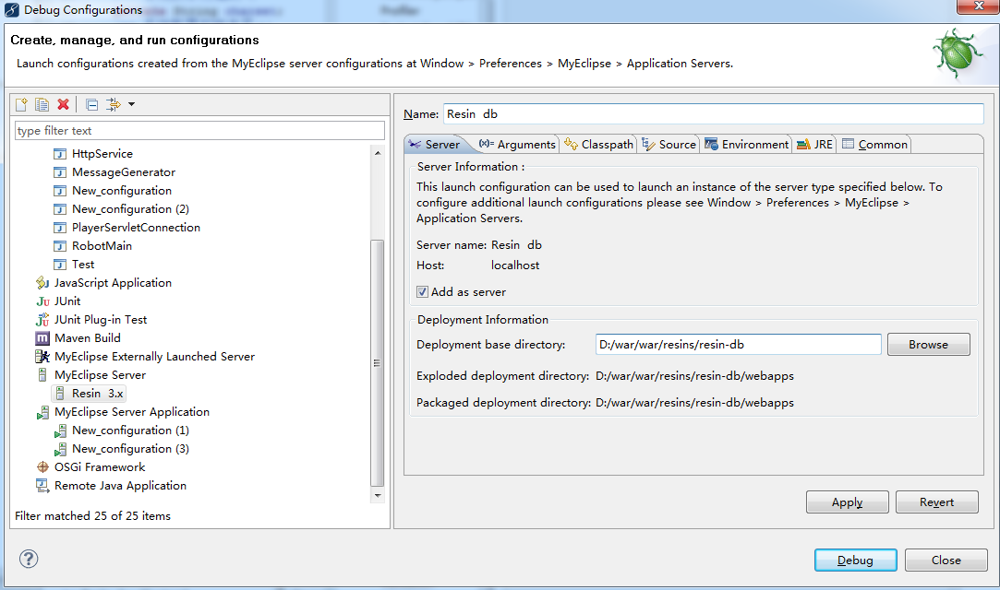 Debug Configurations
Create, manage, and run configurations
Launch configurations created from the MyEclipse server configurations at Window > Preferences > MyEclipse > Application Servers.
type filter text
HttpService
MessageGenerator
New_configuration
New_configuration (2)
PlayerServletConnection
RobotMain
Test
JavaScript Application
JUnit
JUnit Plug-in Test
Maven Build
MyEclipse Externally Launched Server
MyEclipse Server
Resin 3.x
MyEclipse Server Application
New_configuration (1)
New_configuration (3)
OSGi Framework
Remote Java Application
Filter matched 25 of 25 items
Name: Resin db
Server Arguments Classpath Source Environment JRE Common
Server Information :
This launch configuration can be used to launch an instance of the server type specified below. To
configure additional launch configurations please see Window > Preferences > MyEclipse >
Application Servers.
Server name: Resin db
Host: localhost
Add as server
Deployment Information
Deployment base directory: D:/war/war/resins/resin-db Browse
Exploded deployment directory: D:/war/war/resins/resin-db/webapps
Packaged deployment directory: D:/war/war/resins/resin-db/webapps
Apply Revert
Debug Close